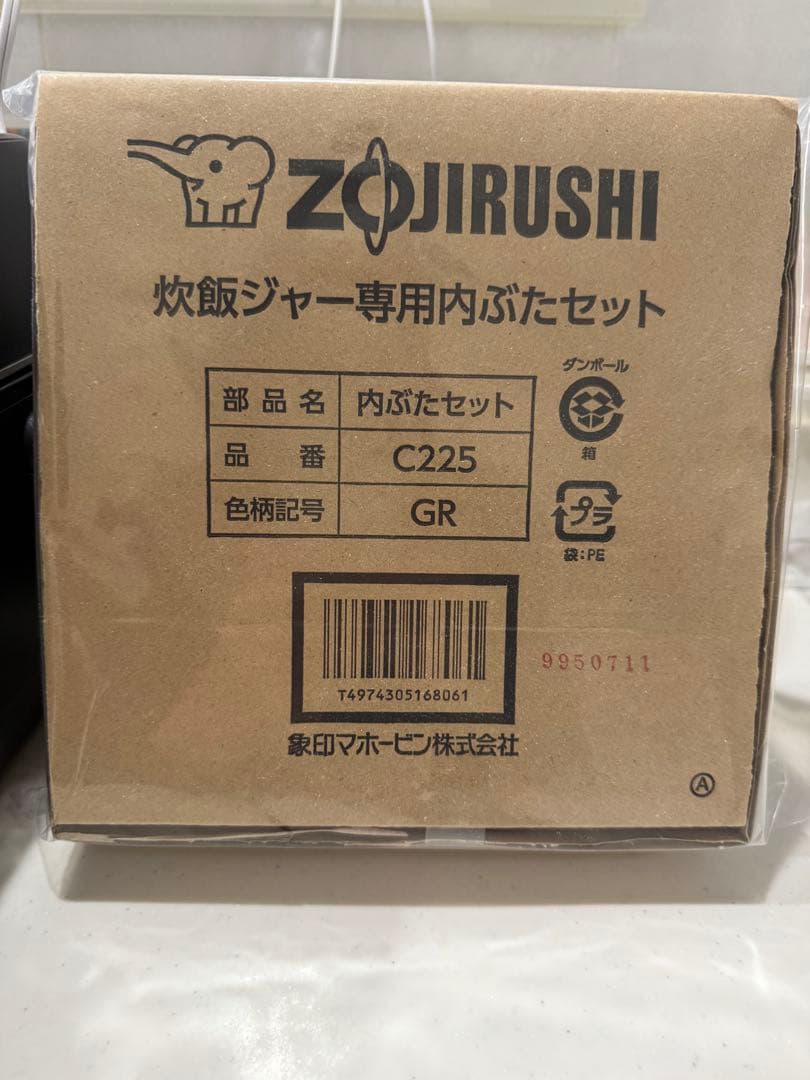 ZOJIRUSHI
炊飯ジャー専用内ぶたセット
部品名 内ぶたセット
品番 C225
色柄記号 GR
ダンボール
箱
プラ
袋:PE
T4974305168061
9950711
象印マホービン株式会社
A